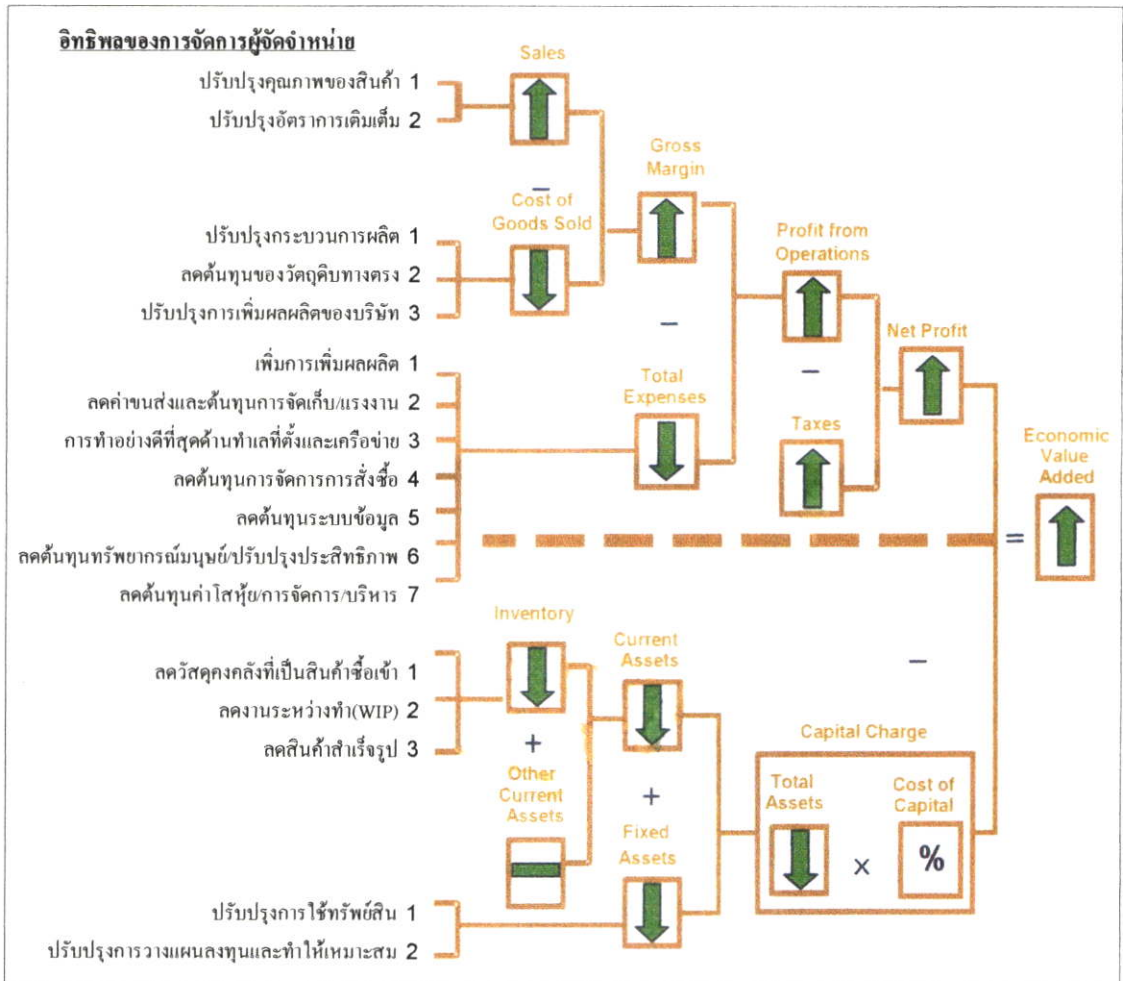 อิทธิพลของการจัดการผู้จัดจำหน่าย
Sales
ปรับปรุงคุณภาพของสินค้า 1
ปรับปรุงอัตราการเติมเต็ม 2
–
Cost of
Goods Sold
ปรับปรุงกระบวนการผลิต 1
ลดต้นทุนของวัตถุดิบทางตรง 2
ปรับปรุงการเพิ่มผลผลิตของบริษัท 3
Gross
Margin
–
Profit from
Operations
–
Net Profit
เพิ่มการเพิ่มผลผลิต 1
ลดค่าขนส่งและต้นทุนการจัดเก็บ/แรงงาน 2
การทำอย่างดีที่สุดด้านทำเลที่ตั้งและเครือข่าย 3
ลดต้นทุนการจัดการการสั่งซื้อ 4
ลดต้นทุนระบบข้อมูล 5
ลดต้นทุนทรัพยากรณ์มนุษย์/ปรับปรุงประสิทธิภาพ 6
ลดต้นทุนค่าโสหุ้ย/การจัดการ/บริหาร 7
Total
Expenses
Taxes
Economic
Value
Added
=
–
Inventory
ลดวัสดุคงคลังที่เป็นสินค้าซื้อเข้า 1
ลดงานระหว่างทำ(WIP) 2
ลดสินค้าสำเร็จรูป 3
+
Other
Current
Assets
Current
Assets
+
Fixed
Assets
Capital Charge
Total
Assets
x
Cost of
Capital
%
ปรับปรุงการใช้ทรัพย์สิน 1
ปรับปรุงการวางแผนลงทุนและทำให้เหมาะสม 2